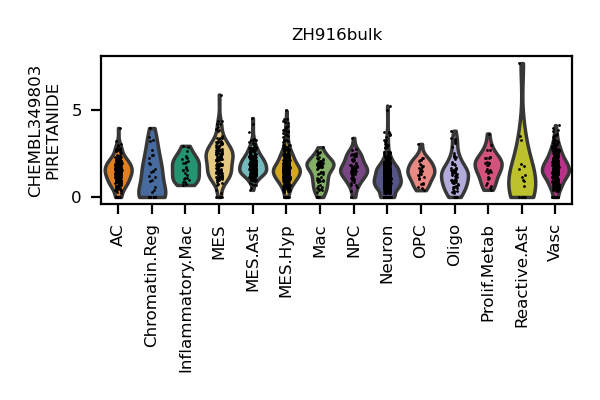 ZH916bulk
CHEMBL349803
PIRETANIDE
5
0
AC
Chromatin.Reg
Inflammatory.Mac
MES
MES.Ast
MES.Hyp
Mac
NPC
Neuron
OPC
Oligo
Prolif.Metab
Reactive.Ast
Vasc